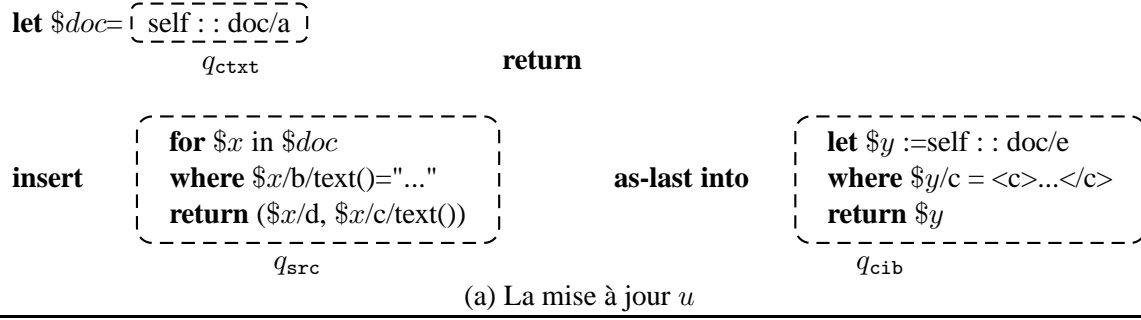 let $doc= self : : doc/a
q_ctxt
return
insert
for $x in $doc
where $x/b/text()="..."
return ($x/d, $x/c/text())
q_src
as-last into
let $y :=self : : doc/e
where $y/c = <c>...</c>
return $y
q_cib
(a) La mise à jour u